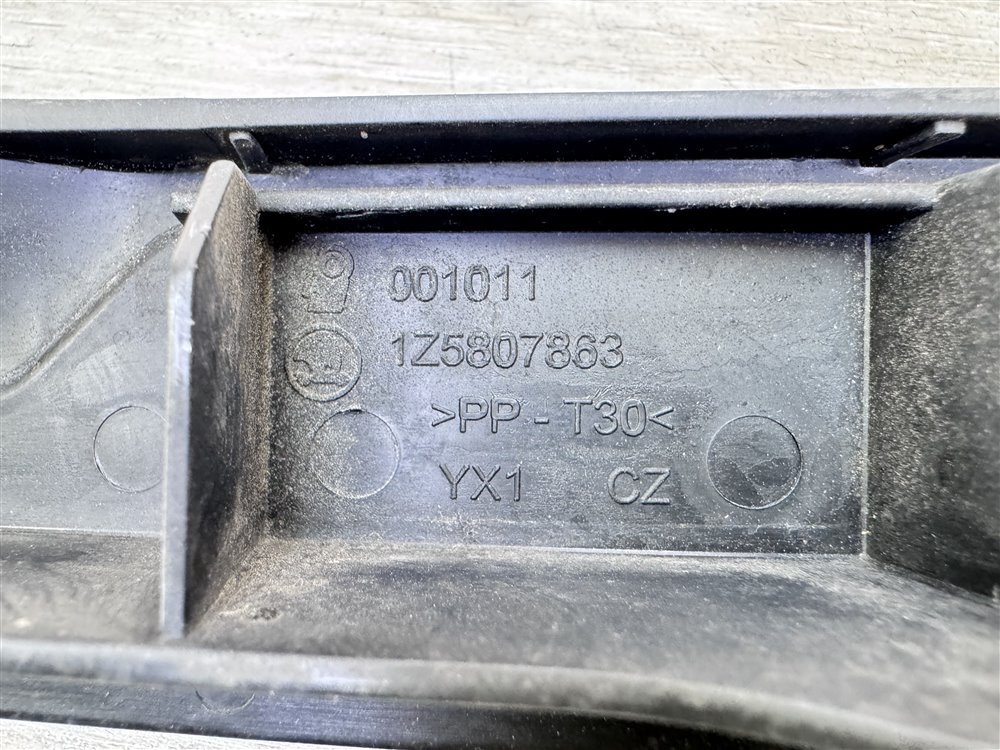 001011
1Z5807863
>PP - T30<
YX1 CZ